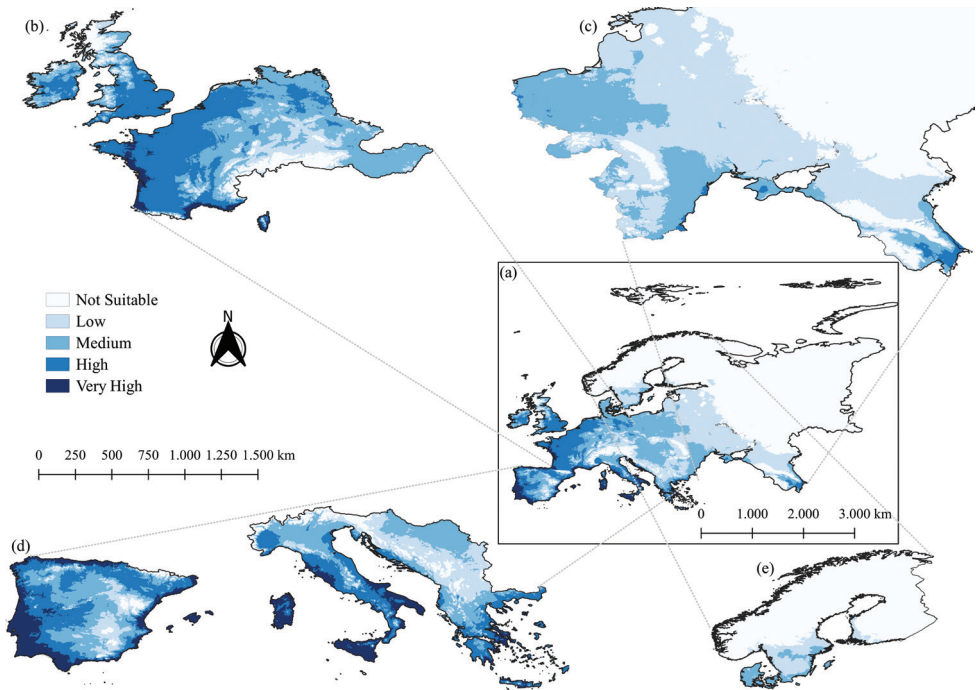 (b)
(c)
Not Suitable
Low
Medium
High
Very High
N
(a)
0 500 750 1.000 1.250 1.500 km
0 1.000 2.000 3.000 km
(d)
(e)